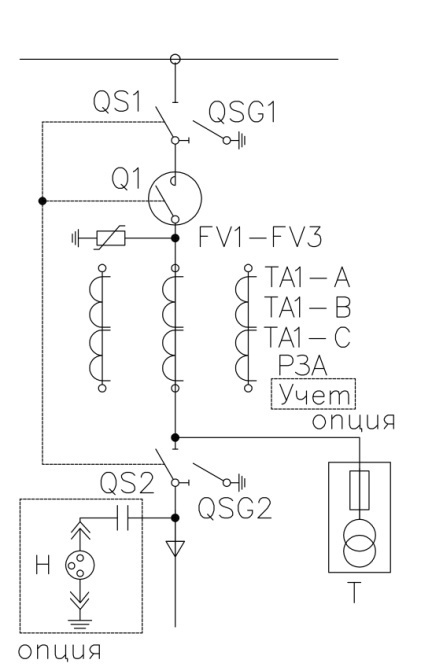 QS1
QSG1
Q1
FV1-FV3
TA1-A
TA1-B
TA1-C
РЗА
Учет
опция
QS2
QSG2
H
T
опция